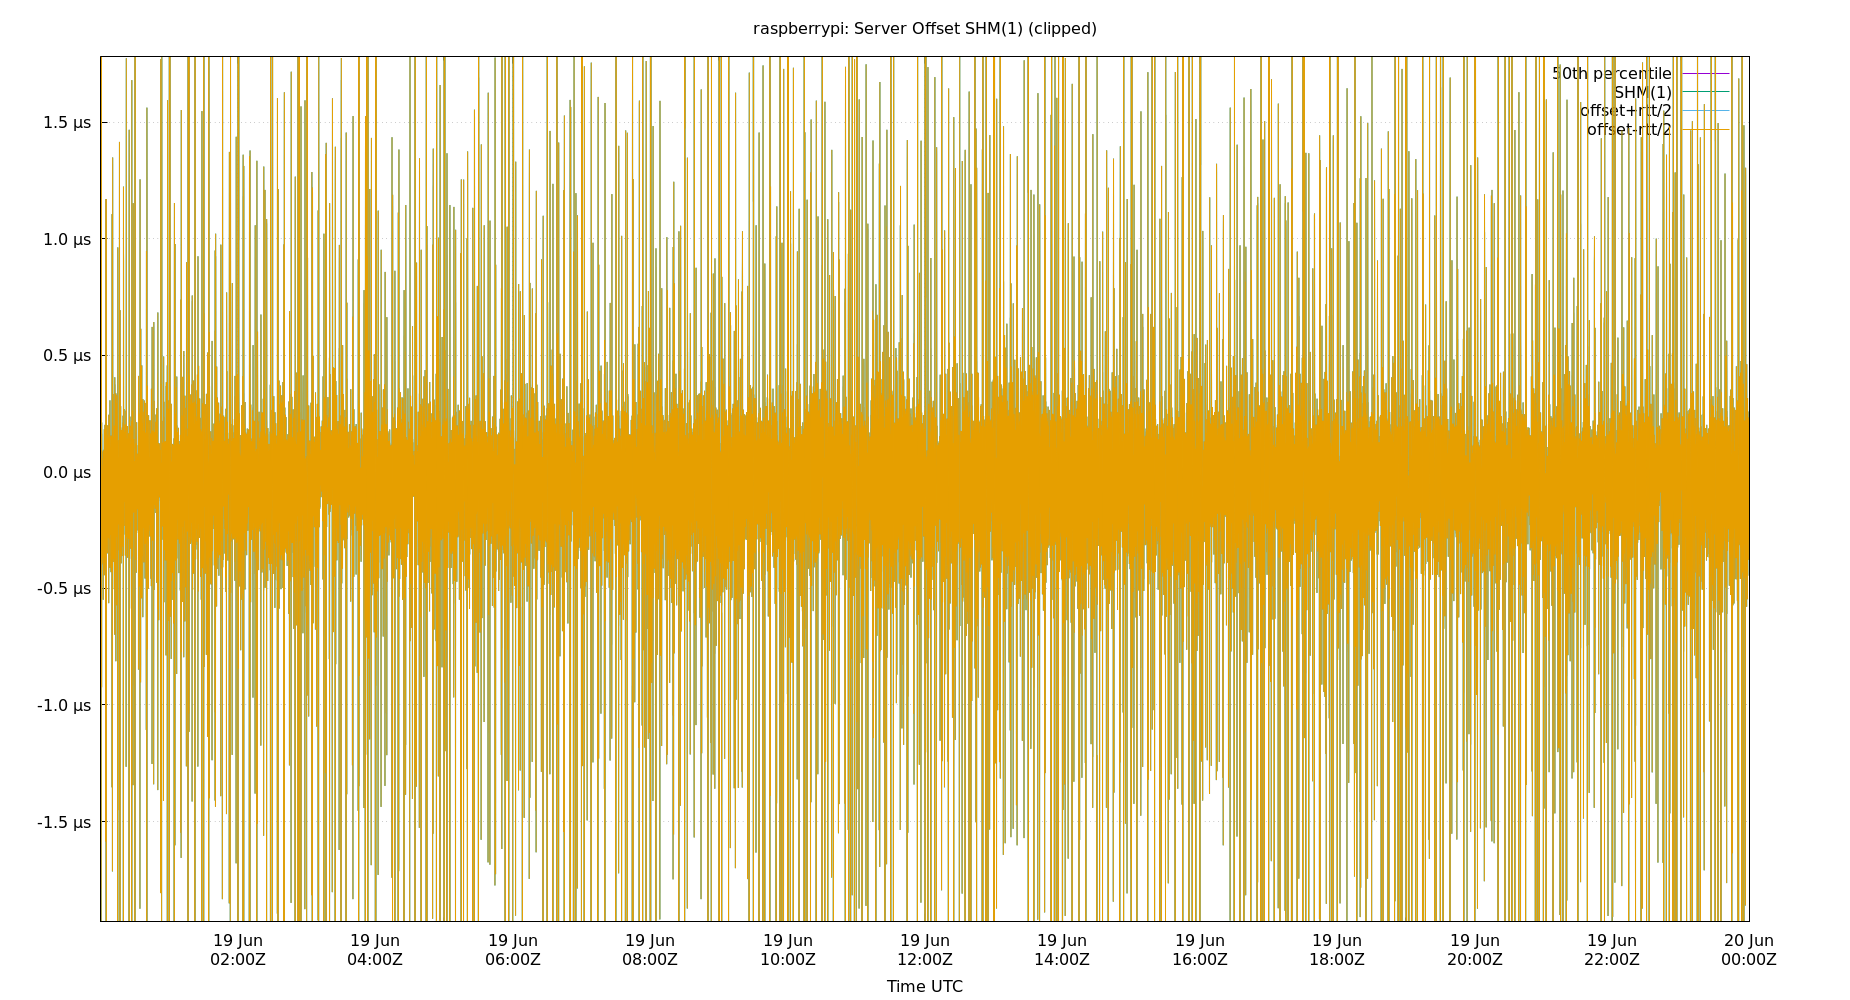 raspberrypi: Server Offset SHM(1) (clipped)
50th percentile
SHM(1)
offset+rtt/2
offset-rtt/2
1.5 µs
1.0 µs
0.5 µs
0.0 µs
-0.5 µs
-1.0 µs
-1.5 µs
19 Jun 19 Jun 19 Jun 19 Jun 19 Jun 19 Jun 19 Jun 19 Jun 19 Jun 19 Jun 19 Jun 20 Jun
02:00Z 04:00Z 06:00Z 08:00Z 10:00Z 12:00Z 14:00Z 16:00Z 18:00Z 20:00Z 22:00Z 00:00Z
Time UTC